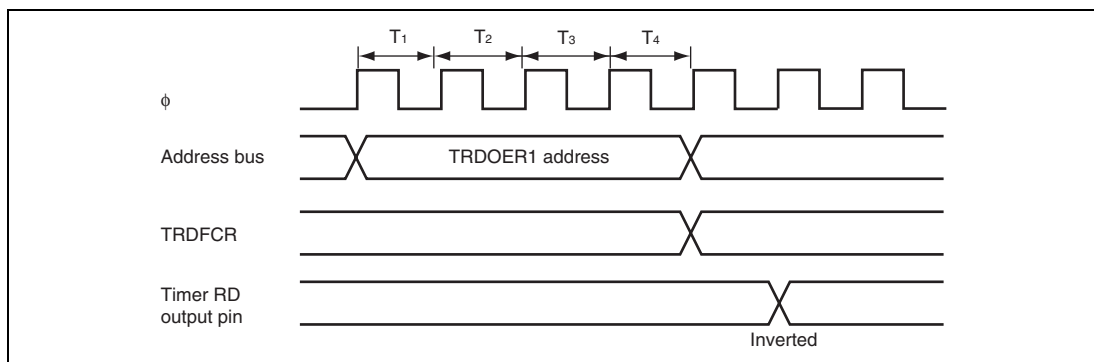 T1 T2 T3 T4
ϕ
Address bus TRDOER1 address
TRDFCR
Timer RD
output pin
Inverted